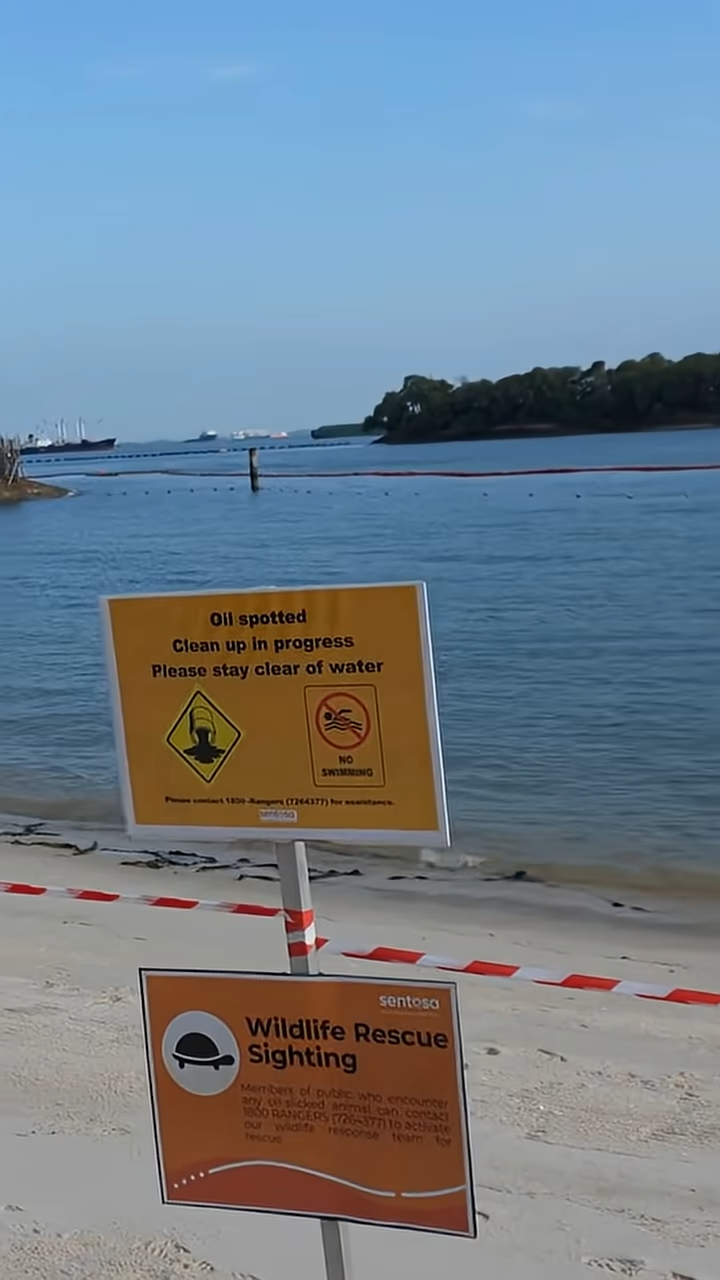 Oil spotted
Clean up in progress
Please stay clear of water
NO
SWIMMING
Please contact 1800-Rangers (7264377) for assistance.
sentosa
sentosa
Wildlife Rescue
Sighting
Members of public who encounter
any oil-slicked animal can contact
1800 RANGERS (7264377) to activate
our wildlife response team for
rescue